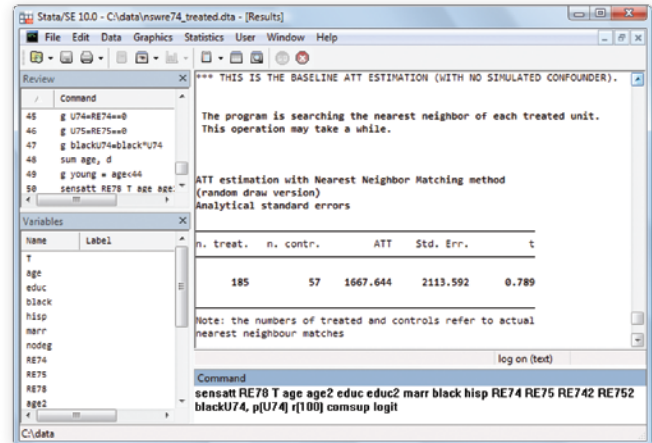 Stata/SE 10.0 - C:\data\nswre74_treated.dta - [Results]
File Edit Data Graphics Statistics User Window Help
Review
Command
45 g U74=RE74==0
46 g U75=RE75==0
47 g blackU74=black*U74
48 sum age, d
49 g young = age<44
50 sensatt RE78 T age age:
Variables
Name Label
T
age
educ
black
hisp
marr
nodeg
RE74
RE75
RE78
age2
*** THIS IS THE BASELINE ATT ESTIMATION (WITH NO SIMULATED CONFOUNDER).
The program is searching the nearest neighbor of each treated unit.
This operation may take a while.
ATT estimation with Nearest Neighbor Matching method
(random draw version)
Analytical standard errors
n. treat. n. contr. ATT Std. Err. t
185 57 1667.644 2113.592 0.789
Note: the numbers of treated and controls refer to actual
nearest neighbour matches
log on (text)
Command
sensatt RE78 T age age2 educ educ2 marr black hisp RE74 RE75 RE742 RE752
blackU74, p(U74) r(100) comsup logit
C:\data